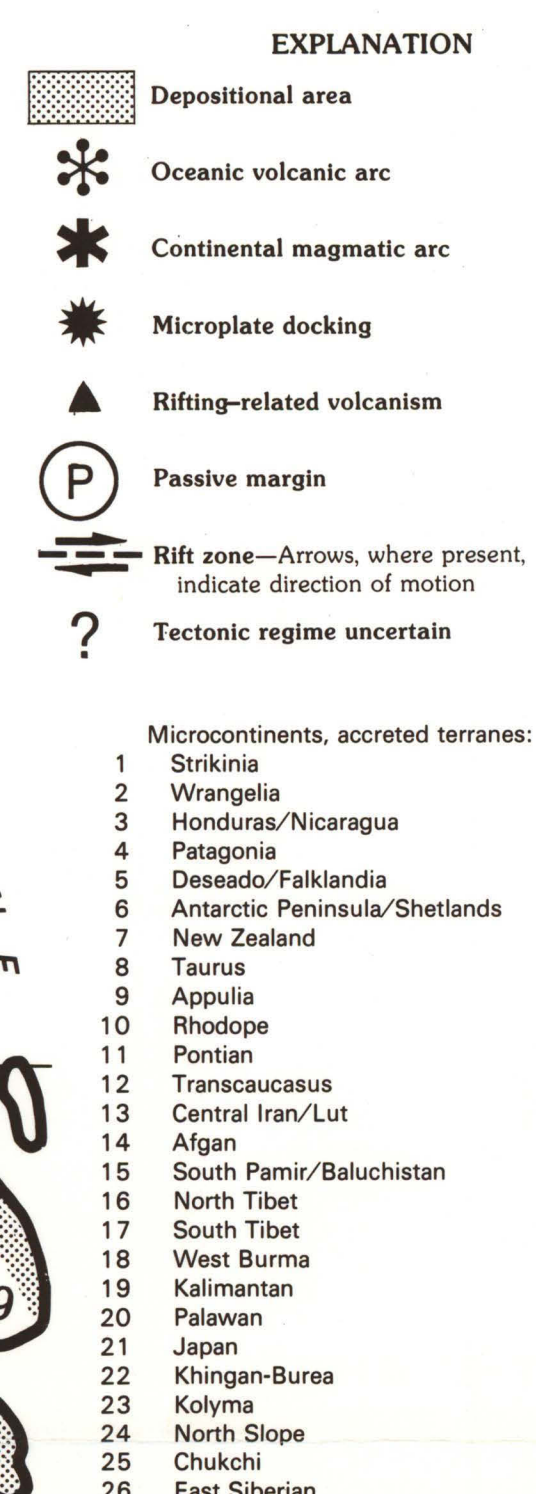 EXPLANATION
Depositional area
Oceanic volcanic arc
Continental magmatic arc
Microplate docking
Rifting–related volcanism
P Passive margin
Rift zone—Arrows, where present,
indicate direction of motion
? Tectonic regime uncertain
Microcontinents, accreted terranes:
1 Strikinia
2 Wrangelia
3 Honduras/Nicaragua
4 Patagonia
5 Deseado/Falklandia
6 Antarctic Peninsula/Shetlands
7 New Zealand
8 Taurus
9 Appulia
10 Rhodope
11 Pontian
12 Transcaucasus
13 Central Iran/Lut
14 Afgan
15 South Pamir/Baluchistan
16 North Tibet
17 South Tibet
18 West Burma
19 Kalimantan
20 Palawan
21 Japan
22 Khingan-Burea
23 Kolyma
24 North Slope
25 Chukchi
26 East Siberian
E
9